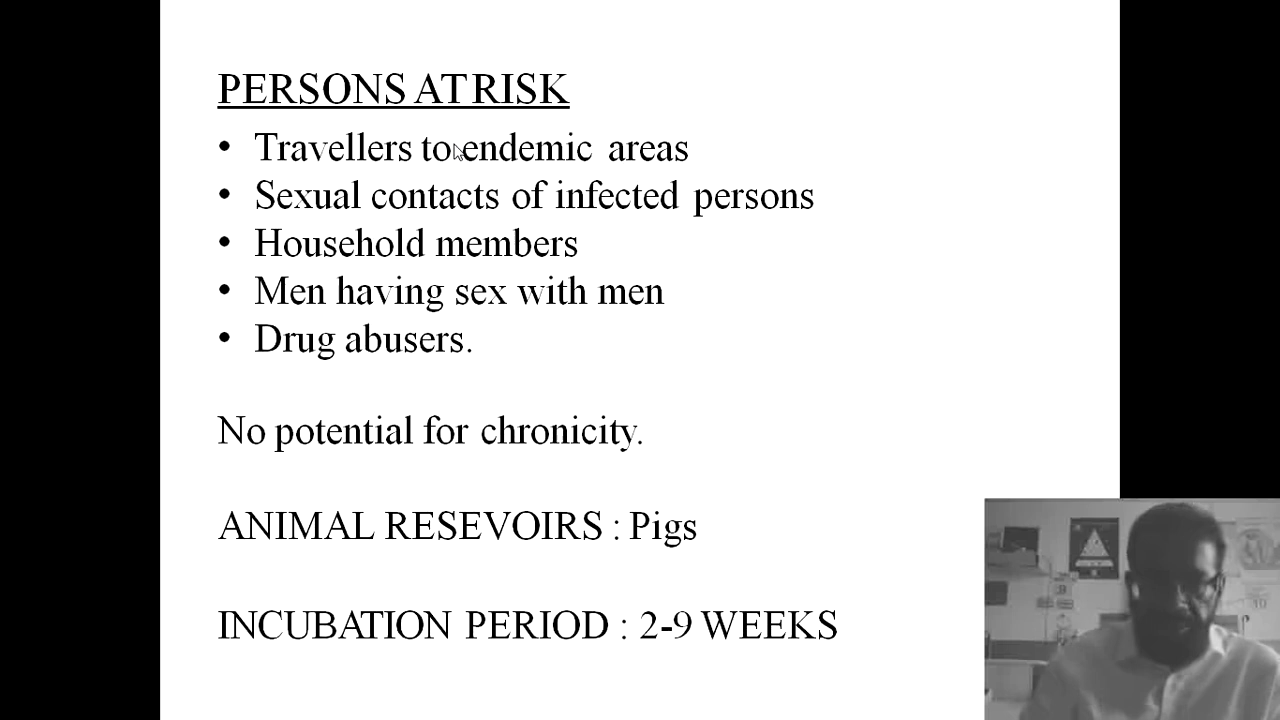 PERSONS AT RISK
• Travellers to endemic areas
• Sexual contacts of infected persons
• Household members
• Men having sex with men
• Drug abusers.
No potential for chronicity.
ANIMAL RESEVOIRS : Pigs
INCUBATION PERIOD : 2-9 WEEKS